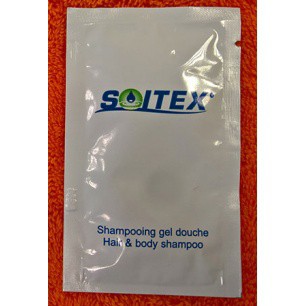 SOITEX®
Shampooing gel douche
Hair & body shampoo